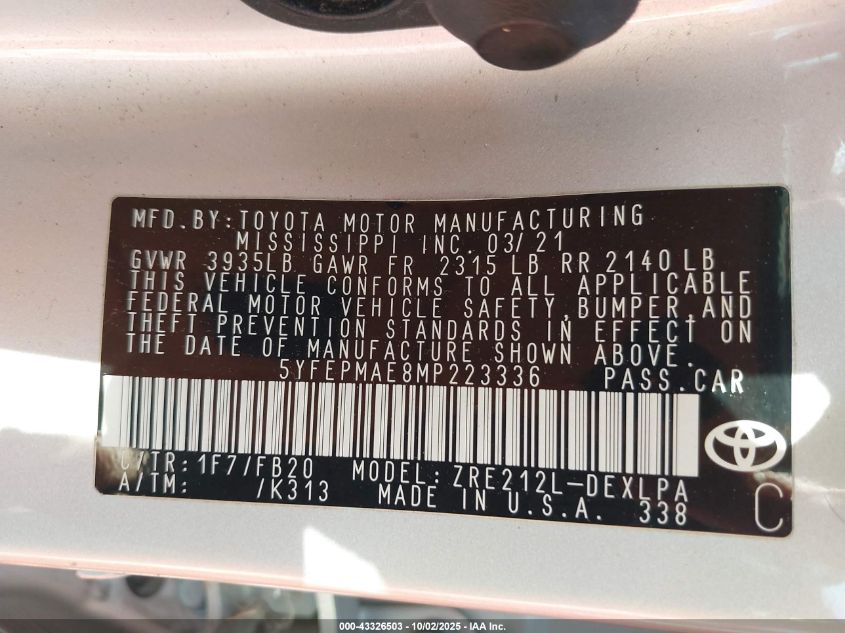 MFD. BY: TOYOTA MOTOR MANUFACTURING
MISSISSIPPI INC. 03/21
GVWR 3935LB GAWR FR 2315 LB RR 2140 LB
THIS VEHICLE CONFORMS TO ALL APPLICABLE
FEDERAL MOTOR VEHICLE SAFETY, BUMPER, AND
THEFT PREVENTION STANDARDS IN EFFECT ON
THE DATE OF MANUFACTURE SHOWN ABOVE.
5YFEPMAE8MP223336 PASS. CAR
C/TR: 1F7/FB20 MODEL: ZRE212L-DEXLPA
A/TM: /K313 MADE IN U.S.A. 338 C
000-43326503 - 10/02/2025 - IAA Inc.